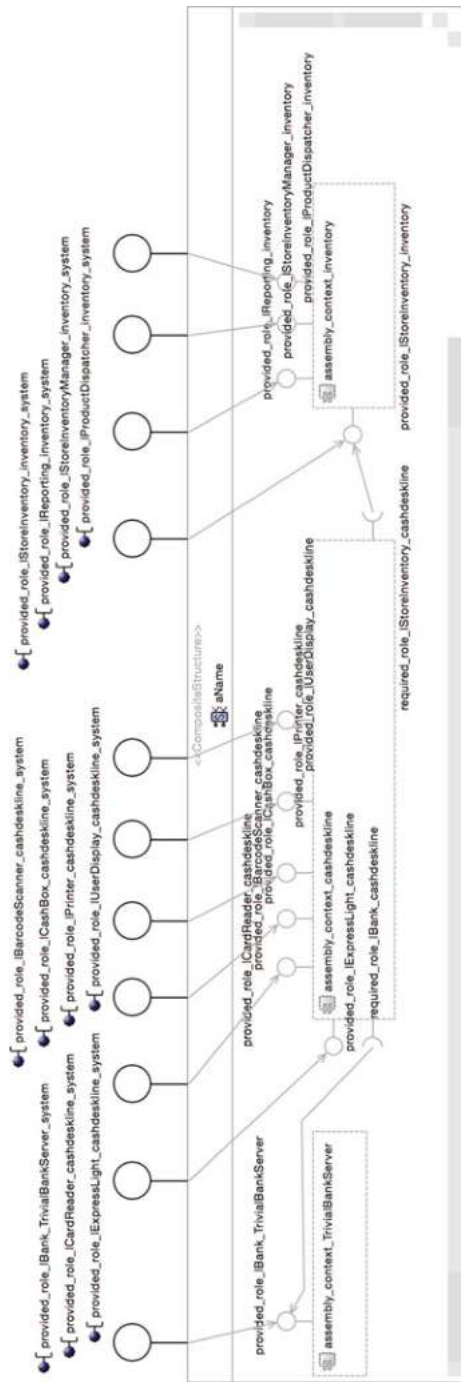 provided_role_IBank_TrivialBankServer_system
provided_role_ICardReader_cashdeskline_system
provided_role_IExpressLight_cashdeskline_system
provided_role_IBarcodeScanner_cashdeskline_system
provided_role_ICashBox_cashdeskline_system
provided_role_IPrinter_cashdeskline_system
provided_role_IUserDisplay_cashdeskline_system
provided_role_IStoreInventory_inventory_system
provided_role_IReporting_inventory_system
provided_role_IStoreInventoryManager_inventory_system
provided_role_IProductDispatcher_inventory_system
<<CompositeStructure>>
aName
provided_role_IBank_TrivialBankServer
assembly_context_TrivialBankServer
provided_role_ICardReader_cashdeskline
provided_role_IBarcodeScanner_cashdeskline
provided_role_ICashBox_cashdeskline
provided_role_IPrinter_cashdeskline
provided_role_IUserDisplay_cashdeskline
assembly_context_cashdeskline
provided_role_IExpressLight_cashdeskline
required_role_IBank_cashdeskline
required_role_IStoreInventory_cashdeskline
provided_role_IReporting_inventory
provided_role_IStoreInventoryManager_inventory
provided_role_IProductDispatcher_inventory
assembly_context_inventory
provided_role_IStoreInventory_inventory